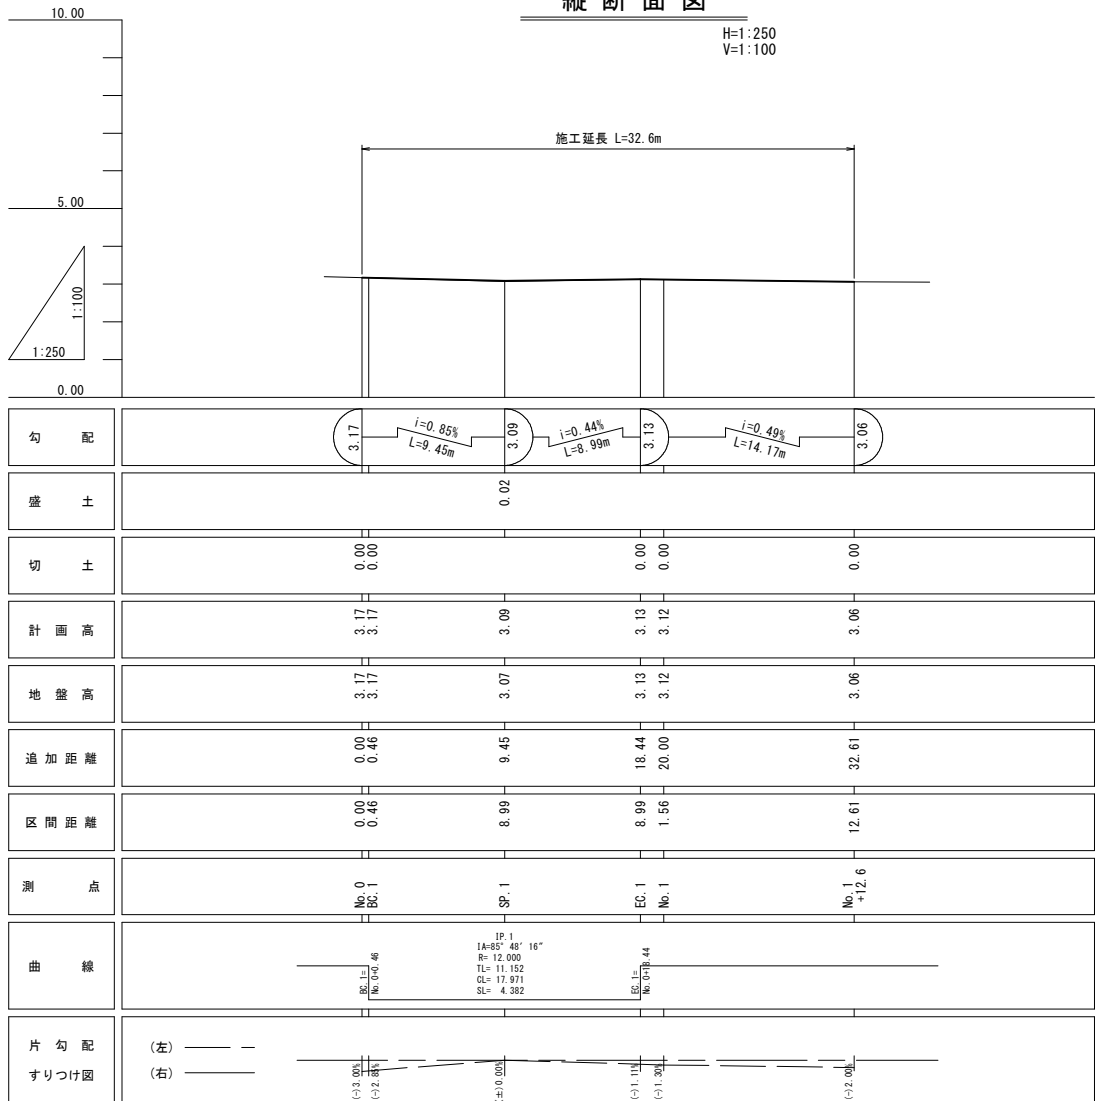 縦断面図
H=1:250
V=1:100
10.00
5.00
0.00
1:100
1:250
施工延長 L=32.6m
勾 配
3.17
i=0.85%
L=9.45m
3.09
i=0.44%
L=8.99m
3.13
i=0.49%
L=14.17m
3.06
盛 土
0.02
切 土
0.00
0.00
0.00
0.00
0.00
計 画 高
3.17
3.17
3.09
3.13
3.12
3.06
地 盤 高
3.17
3.17
3.07
3.13
3.12
3.06
追 加 距 離
0.00
0.46
9.45
18.44
20.00
32.61
区 間 距 離
0.00
0.46
8.99
8.99
1.56
12.61
測 点
No.0
BC.1
SP.1
EC.1
No.1
No.1
+12.6
曲 線
BC.1=
No.0+0.46
IP.1
IA=85° 48′ 16″
R= 12.000
TL= 11.152
CL= 17.971
SL= 4.382
EC.1=
No.0+18.44
片 勾 配
すりつけ図
(左)
(右)
(-)3.00%
(-)2.85%
(±)0.00%
(-)1.11%
(-)1.30%
(-)2.00%